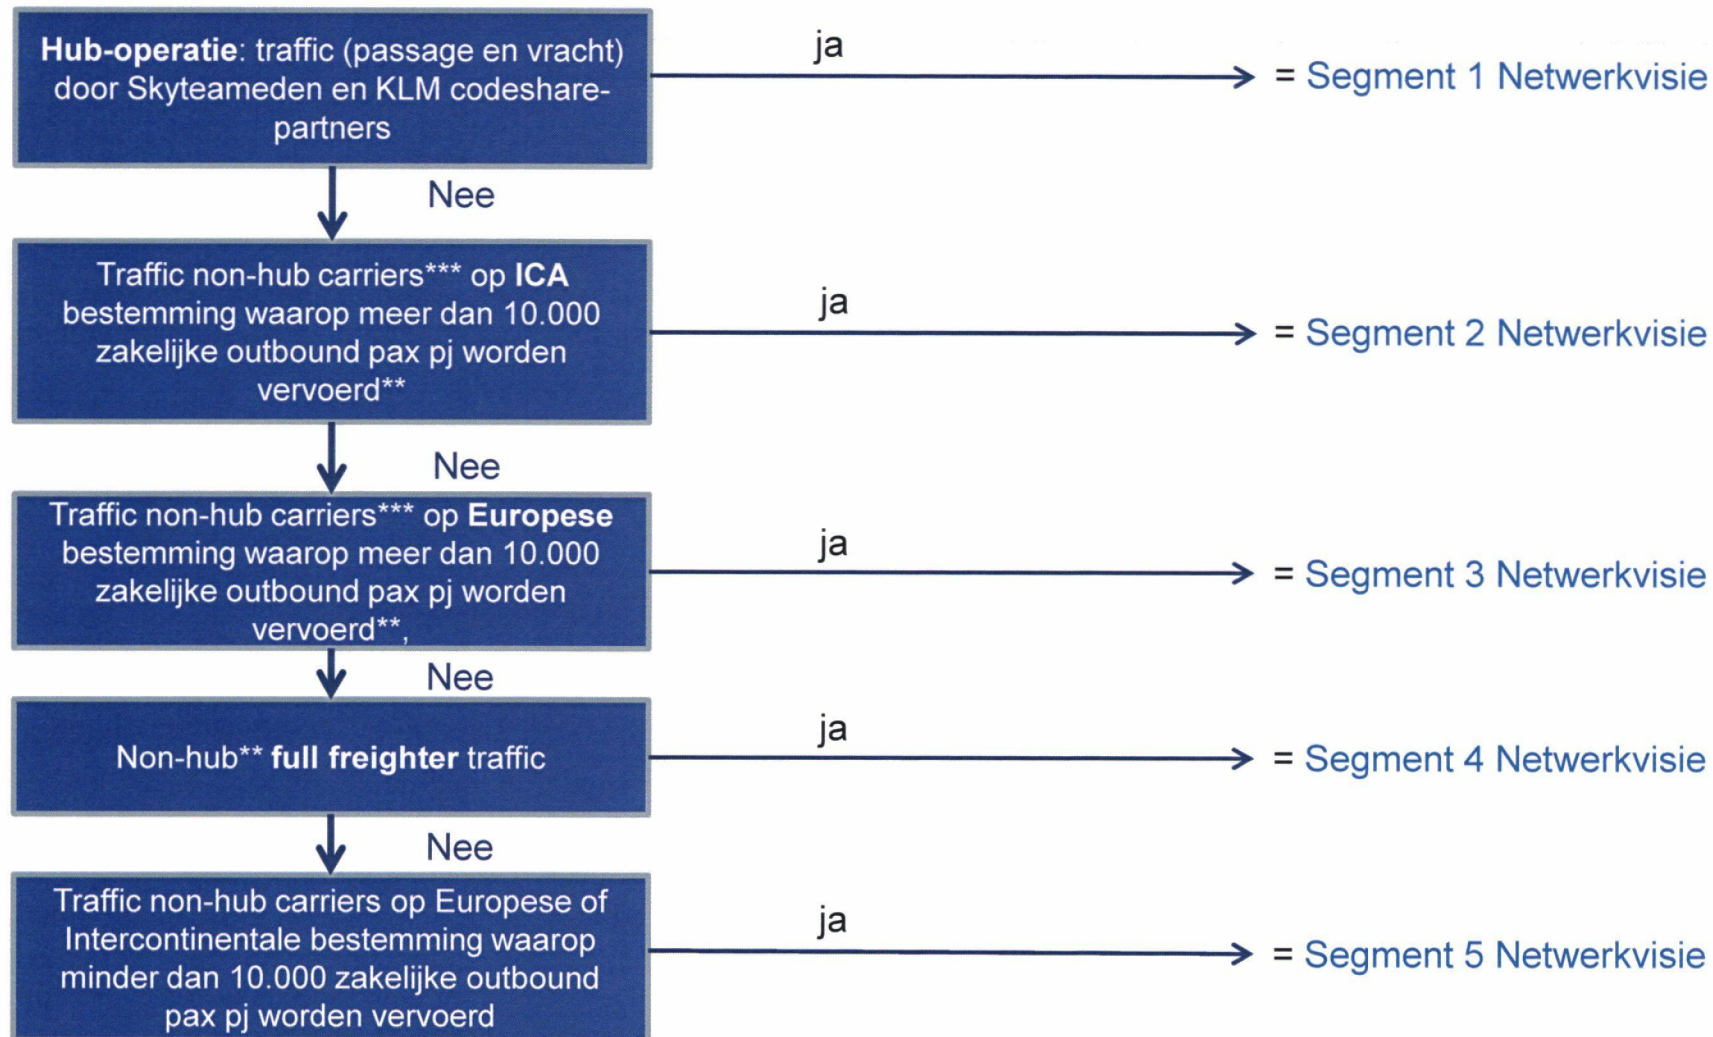 Hub-operatie: traffic (passage en vracht)
door Skyteameden en KLM codeshare-
partners
ja
= Segment 1 Netwerkvisie
Nee
Traffic non-hub carriers*** op ICA
bestemming waarop meer dan 10.000
zakelijke outbound pax pj worden
vervoerd**
ja
= Segment 2 Netwerkvisie
Nee
Traffic non-hub carriers*** op Europese
bestemming waarop meer dan 10.000
zakelijke outbound pax pj worden
vervoerd**,
ja
= Segment 3 Netwerkvisie
Nee
Non-hub** full freighter traffic
ja
= Segment 4 Netwerkvisie
Nee
Traffic non-hub carriers op Europese of
Intercontinentale bestemming waarop
minder dan 10.000 zakelijke outbound
pax pj worden vervoerd
ja
= Segment 5 Netwerkvisie